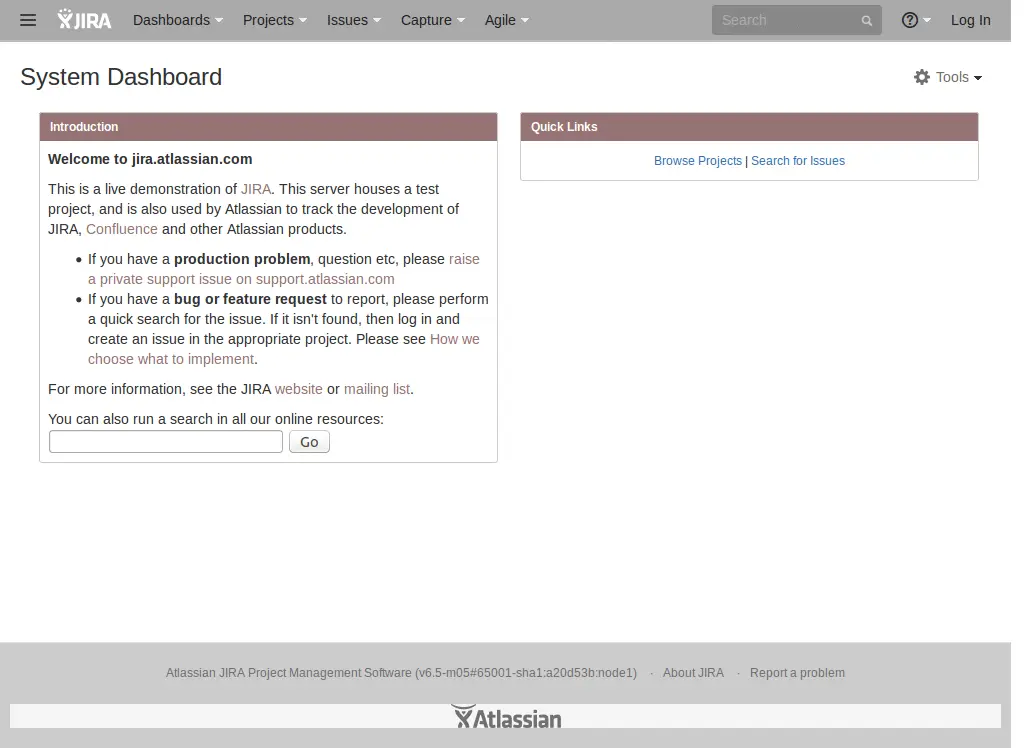 JIRA Dashboards Projects Issues Capture Agile Search ? Log In
System Dashboard
Tools
Introduction
Welcome to jira.atlassian.com
This is a live demonstration of JIRA. This server houses a test
project, and is also used by Atlassian to track the development of
JIRA, Confluence and other Atlassian products.
• If you have a production problem, question etc, please raise
a private support issue on support.atlassian.com
• If you have a bug or feature request to report, please perform
a quick search for the issue. If it isn't found, then log in and
create an issue in the appropriate project. Please see How we
choose what to implement.
For more information, see the JIRA website or mailing list.
You can also run a search in all our online resources:
Go
Quick Links
Browse Projects | Search for Issues
Atlassian JIRA Project Management Software (v6.5-m05#65001-sha1:a20d53b:node1) · About JIRA · Report a problem
Atlassian